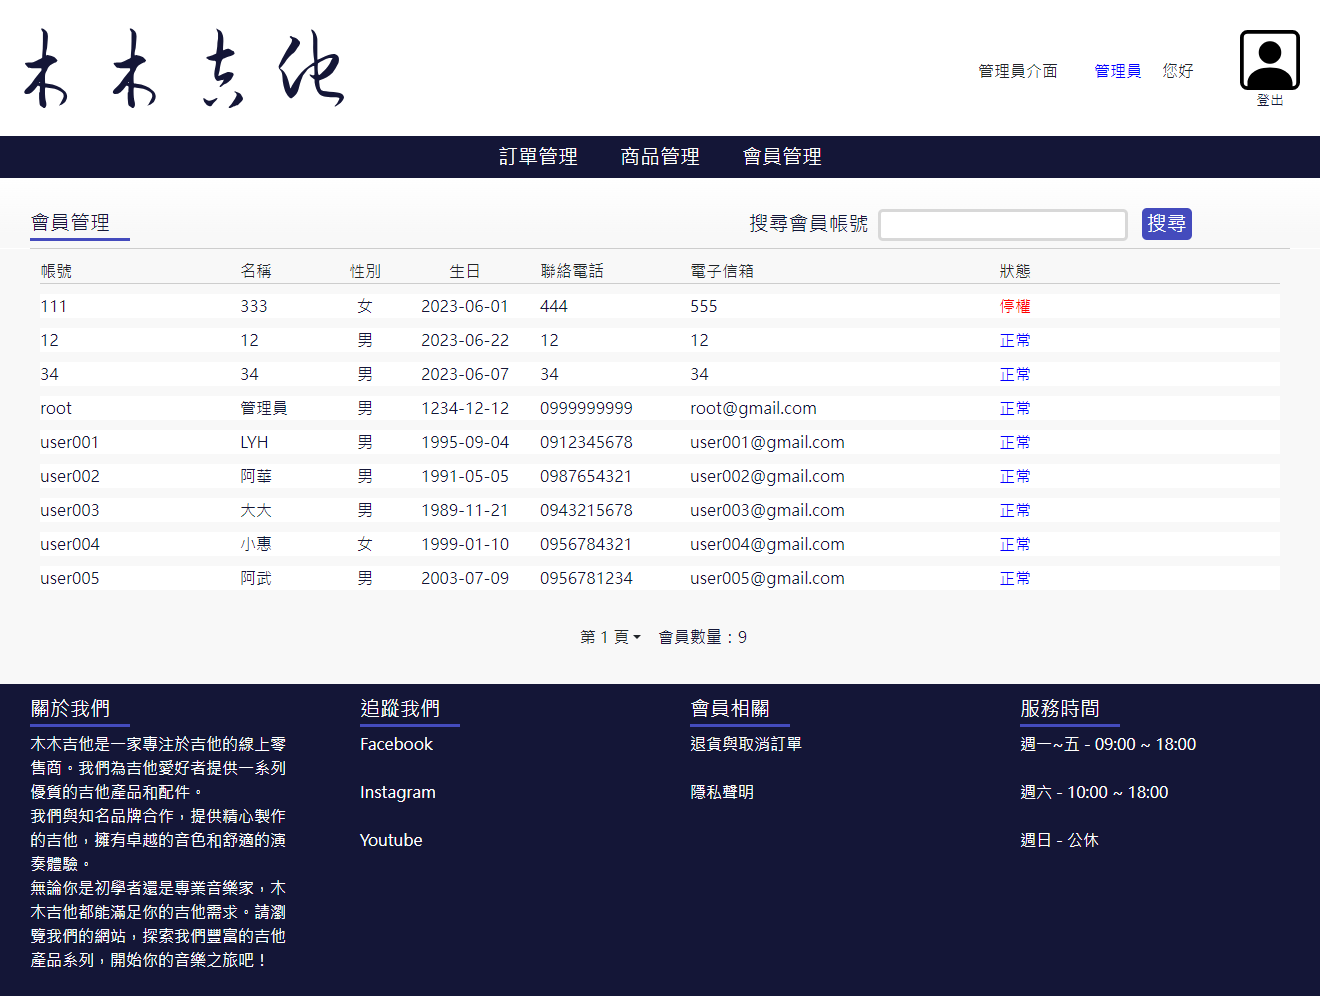 木木吉他
管理員介面 管理員 您好
登出
訂單管理 商品管理 會員管理
會員管理 搜尋會員帳號 搜尋
帳號 名稱 性別 生日 聯絡電話 電子信箱 狀態
111 333 女 2023-06-01 444 555 停權
12 12 男 2023-06-22 12 12 正常
34 34 男 2023-06-07 34 34 正常
root 管理員 男 1234-12-12 0999999999 root@gmail.com 正常
user001 LYH 男 1995-09-04 0912345678 user001@gmail.com 正常
user002 阿華 男 1991-05-05 0987654321 user002@gmail.com 正常
user003 大大 男 1989-11-21 0943215678 user003@gmail.com 正常
user004 小惠 女 1999-01-10 0956784321 user004@gmail.com 正常
user005 阿武 男 2003-07-09 0956781234 user005@gmail.com 正常
第 1 頁 會員數量：9
關於我們
木木吉他是一家專注於吉他的線上零
售商。我們為吉他愛好者提供一系列
優質的吉他產品和配件。
我們與知名品牌合作，提供精心製作
的吉他，擁有卓越的音色和舒適的演
奏體驗。
無論你是初學者還是專業音樂家，木
木吉他都能滿足你的吉他需求。請瀏
覽我們的網站，探索我們豐富的吉他
產品系列，開始你的音樂之旅吧！
追蹤我們
Facebook
Instagram
Youtube
會員相關
退貨與取消訂單
隱私聲明
服務時間
週一~五 - 09:00 ~ 18:00
週六 - 10:00 ~ 18:00
週日 - 公休